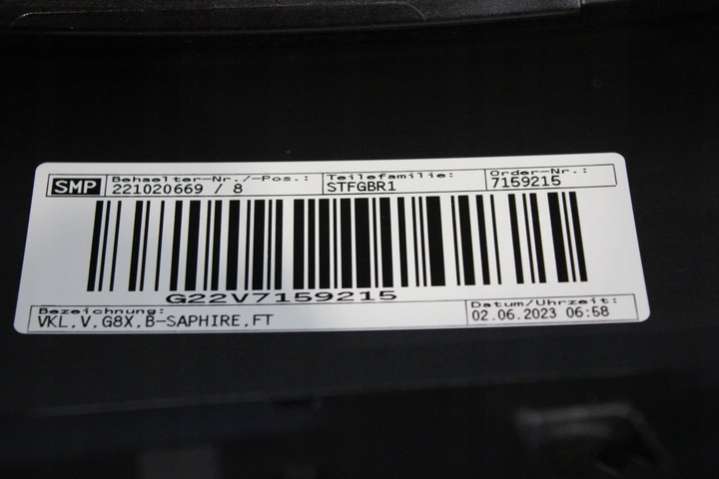 SMP
Behaelter-Nr./-Pos.:
221020669 / 8
Teilefamilie:
STFGBR1
Order-Nr.:
7159215
G22V7159215
Bezeichnung:
VKL.V.G8X.B-SAPHIRE.FT
Datum/Uhrzeit:
02.06.2023 06:58